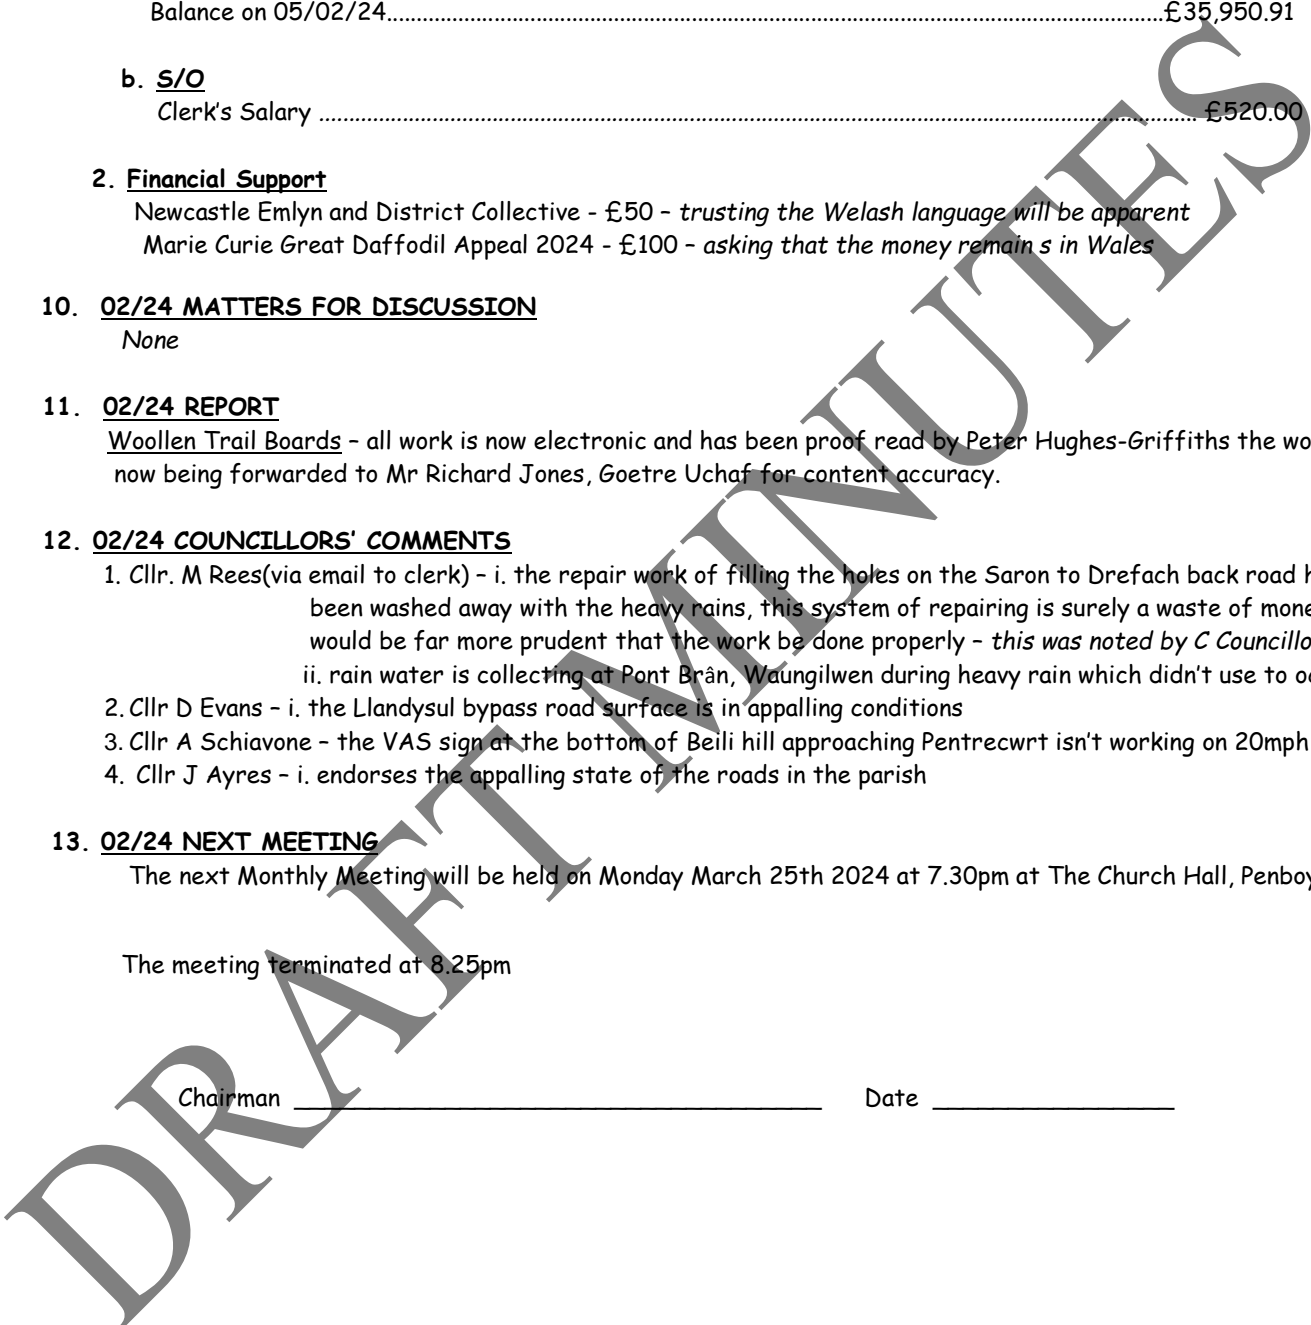 Balance on 05/02/24..........................................................................................................................................£35,950.91
b. S/O
Clerk's Salary ............................................................................................................................................................ £520.00
2. Financial Support
Newcastle Emlyn and District Collective - £50 – trusting the Welash language will be apparent
Marie Curie Great Daffodil Appeal 2024 - £100 – asking that the money remain s in Wales
10. 02/24 MATTERS FOR DISCUSSION
None
11. 02/24 REPORT
Woollen Trail Boards – all work is now electronic and has been proof read by Peter Hughes-Griffiths the
now being forwarded to Mr Richard Jones, Goetre Uchaf for content accuracy.
12. 02/24 COUNCILLORS' COMMENTS
1. Cllr. M Rees(via email to clerk) – i. the repair work of filling the holes on the Saron to Drefach back road
been washed away with the heavy rains, this system of repairing is surely a waste of
would be far more prudent that the work be done properly – this was noted by C
ii. rain water is collecting at Pont Brân, Waungilwen during heavy rain which didn't use to
2. Cllr D Evans – i. the Llandysul bypass road surface is in appalling conditions
3. Cllr A Schiavone – the VAS sign at the bottom of Beili hill approaching Pentrecwrt isn't working on 20mph
4. Cllr J Ayres – i. endorses the appalling state of the roads in the parish
13. 02/24 NEXT MEETING
The next Monthly Meeting will be held on Monday March 25th 2024 at 7.30pm at The Church Hall,
The meeting terminated at 8.25pm
Chairman ___________________________________ Date ________________
DRAFT MINUTES